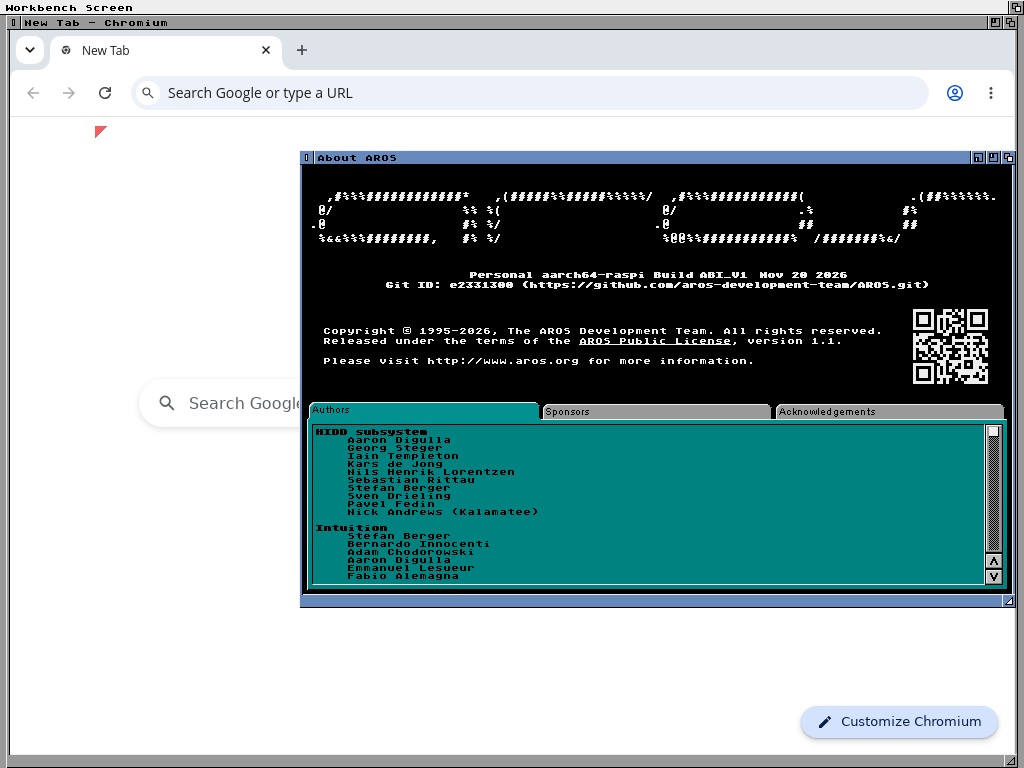 Workbench Screen
New Tab - Chromium
New Tab
Search Google or type a URL
About AROS
Personal aarch64-raspi Build ABI_V1 Nov 20 2026
Git ID: e2331300 (https://github.com/aros-development-team/AROS.git)
Copyright © 1995-2026, The AROS Development Team. All rights reserved.
Released under the terms of the AROS Public License, version 1.1.
Please visit http://www.aros.org for more information.
Search Google
Authors
Sponsors
Acknowledgements
HIDD subsystem
Aaron Digulla
Georg Steger
Iain Templeton
Kars de Jong
Nils Henrik Lorentzen
Sebastian Rittau
Stefan Berger
Sven Drieling
Pavel Fedin
Nick Andrews (Kalamatee)
Intuition
Stefan Berger
Bernardo Innocenti
Adam Chodorowski
Aaron Digulla
Emmanuel Lesueur
Fabio Alemagna
Customize Chromium